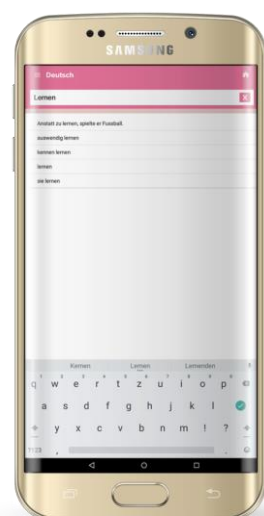 SAMSUNG
Deutsch
Lernen
X
Anstatt zu lernen, spielte er Fussball.
auswendig lernen
kennen lernen
lernen
sie lernen
Kernen Lernen Lernenden
q w e r t z u i o p
a s d f g h j k l
y x c v b n m ! ?
?123 , .